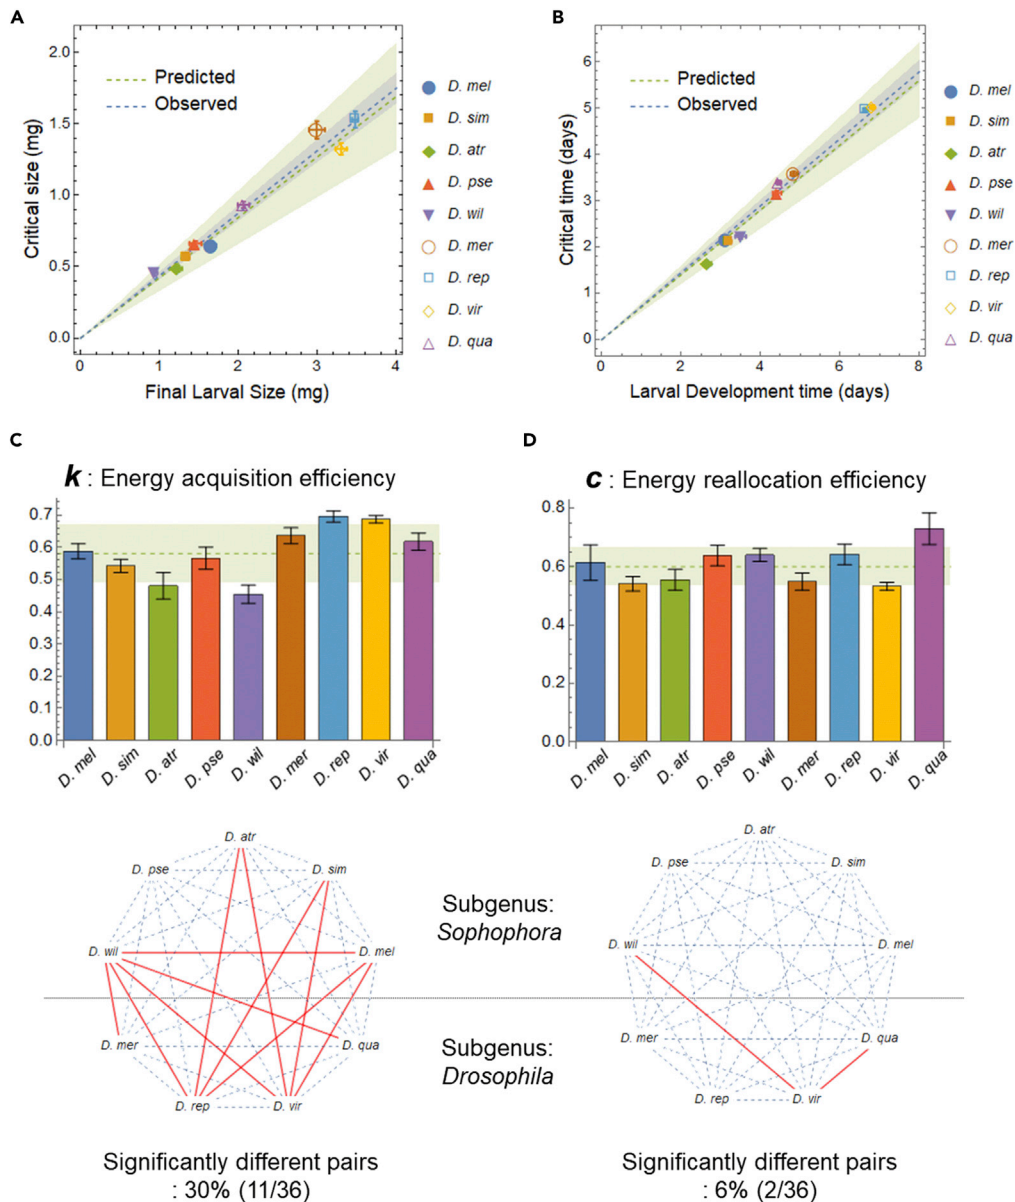 A
Critical size (mg)
2.0
1.5
1.0
0.5
0.0
Predicted
Observed
0 1 2 3 4
Final Larval Size (mg)
D. mel
D. sim
D. atr
D. pse
D. wil
D. mer
D. rep
D. vir
D. qua
B
Critical time (days)
6
5
4
3
2
1
0
Predicted
Observed
0 2 4 6 8
Larval Development time (days)
D. mel
D. sim
D. atr
D. pse
D. wil
D. mer
D. rep
D. vir
D. qua
C
k : Energy acquisition efficiency
0.7
0.6
0.5
0.4
0.3
0.2
0.1
0.0
D. mel D. sim D. atr D. pse D. wil D. mer D. rep D. vir D. qua
D
c : Energy reallocation efficiency
0.8
0.6
0.4
0.2
0.0
D. mel D. sim D. atr D. pse D. wil D. mer D. rep D. vir D. qua
D. atr
D. pse D. sim
D. wil D. mel
D. mer D. qua
D. rep D. vir
Subgenus:
Sophophora
Subgenus:
Drosophila
D. atr
D. pse D. sim
D. wil D. mel
D. mer D. qua
D. rep D. vir
Significantly different pairs
: 30% (11/36)
Significantly different pairs
: 6% (2/36)